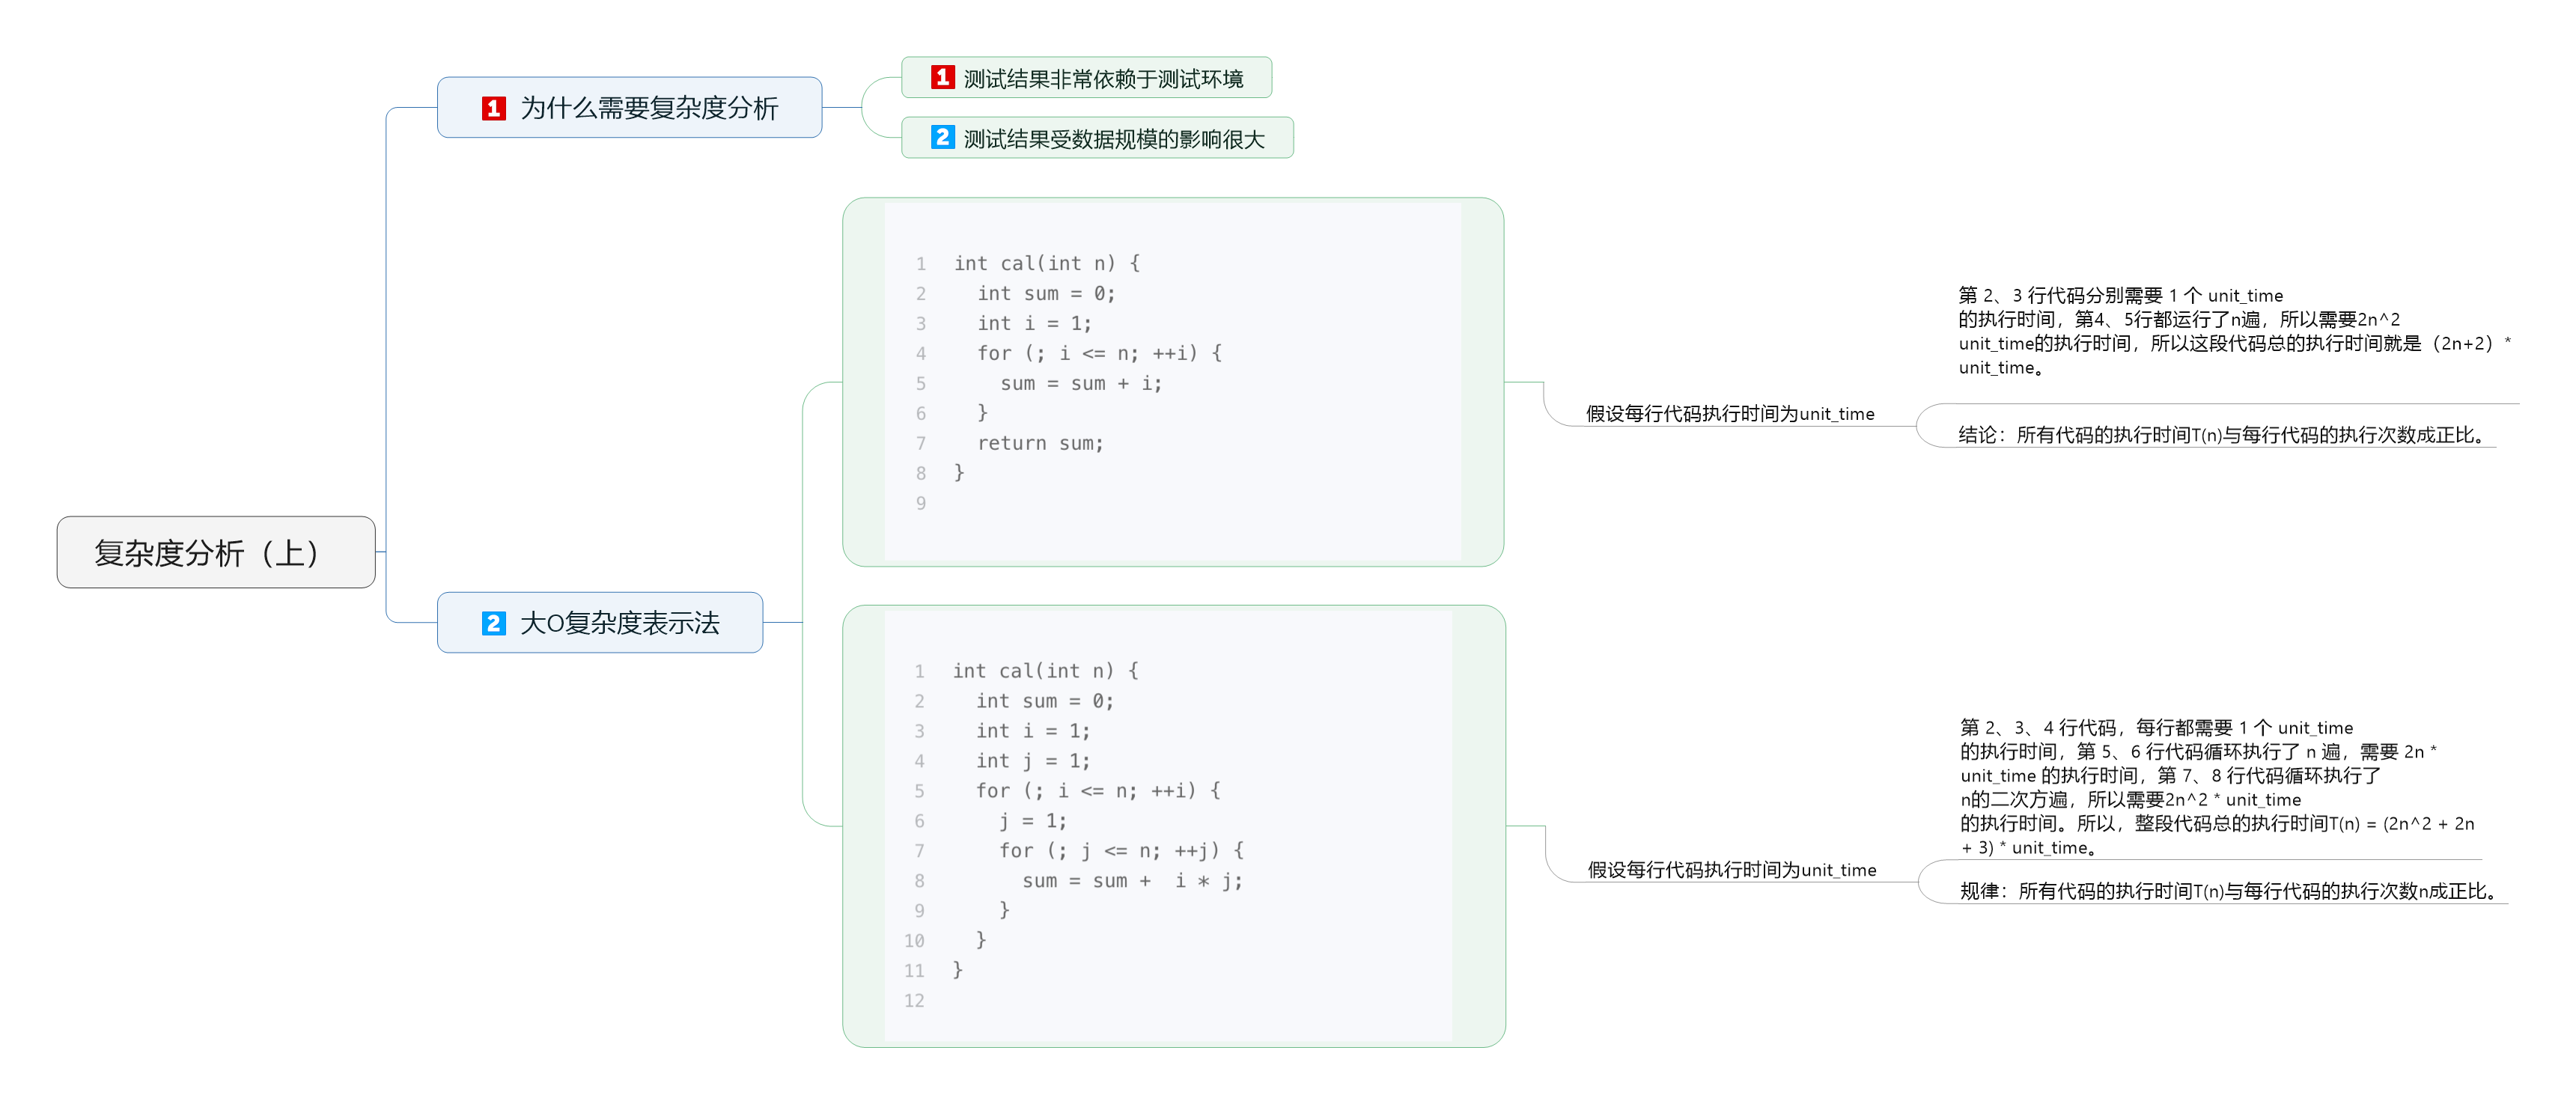 复杂度分析（上）
1 为什么需要复杂度分析
1 测试结果非常依赖于测试环境
2 测试结果受数据规模的影响很大
2 大O复杂度表示法
1 int cal(int n) {
2   int sum = 0;
3   int i = 1;
4   for (; i <= n; ++i) {
5     sum = sum + i;
6   }
7   return sum;
8 }
9
假设每行代码执行时间为unit_time
第 2、3 行代码分别需要 1 个 unit_time
的执行时间，第4、5行都运行了n遍，所以需要2n^2
unit_time的执行时间，所以这段代码总的执行时间就是（2n+2）*
unit_time。
结论：所有代码的执行时间T(n)与每行代码的执行次数成正比。
1 int cal(int n) {
2   int sum = 0;
3   int i = 1;
4   int j = 1;
5   for (; i <= n; ++i) {
6     j = 1;
7     for (; j <= n; ++j) {
8       sum = sum +  i * j;
9     }
10   }
11 }
12
假设每行代码执行时间为unit_time
第 2、3、4 行代码，每行都需要 1 个 unit_time
的执行时间，第 5、6 行代码循环执行了 n 遍，需要 2n *
unit_time 的执行时间，第 7、8 行代码循环执行了
n的二次方遍，所以需要2n^2 * unit_time
的执行时间。所以，整段代码总的执行时间T(n) = (2n^2 + 2n
+ 3) * unit_time。
规律：所有代码的执行时间T(n)与每行代码的执行次数n成正比。